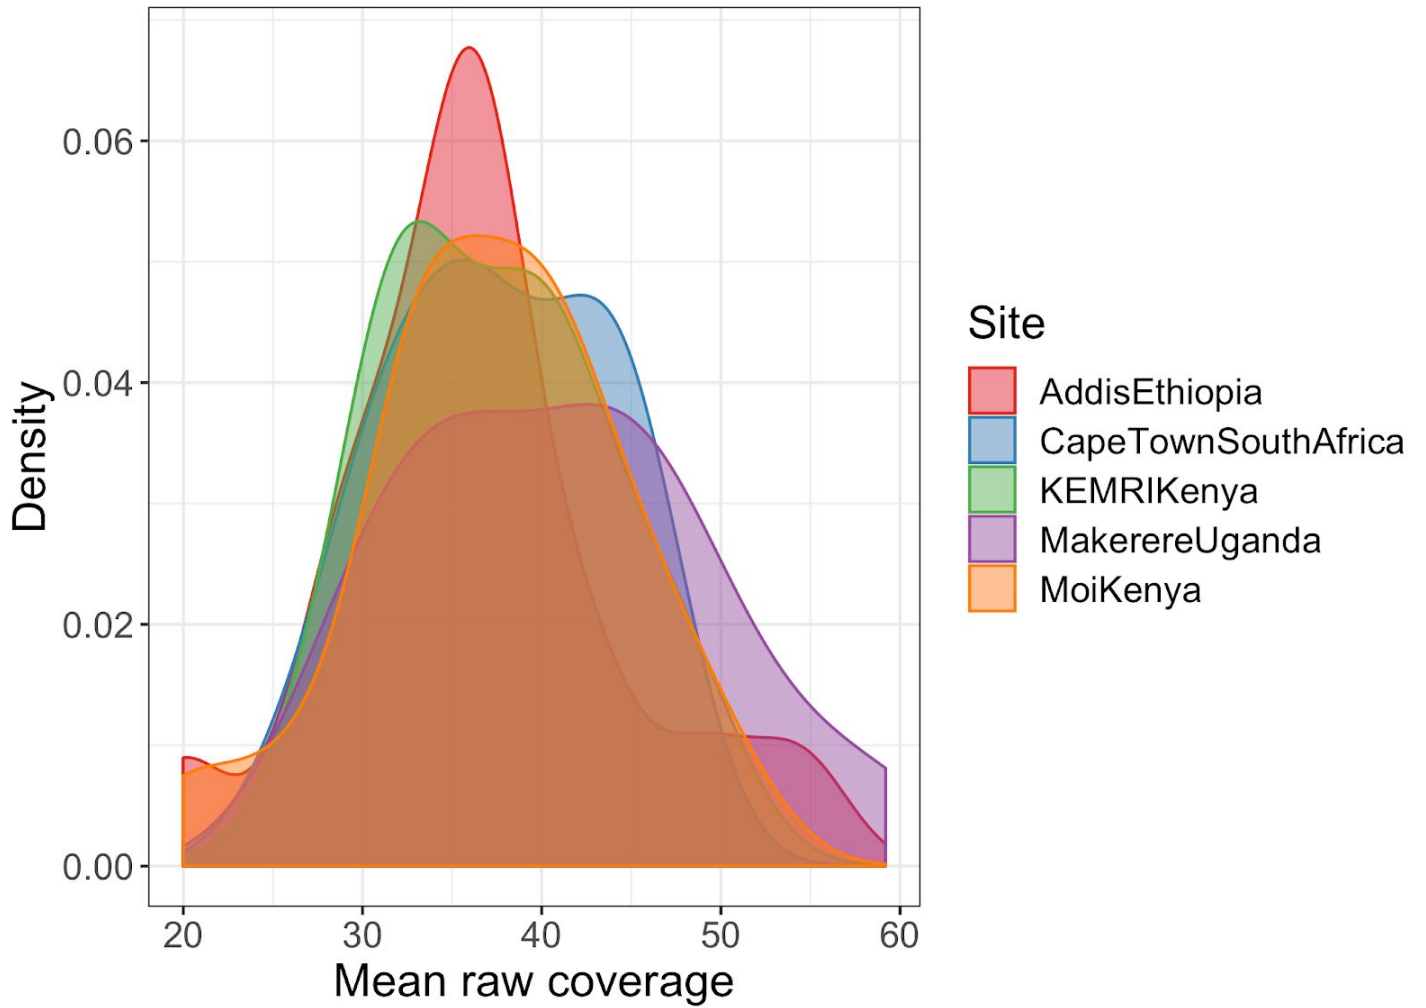 0.06
0.04
0.02
0.00
Density
20 30 40 50 60
Mean raw coverage
Site
AddisEthiopia
CapeTownSouthAfrica
KEMRIKenya
MakerereUganda
MoiKenya